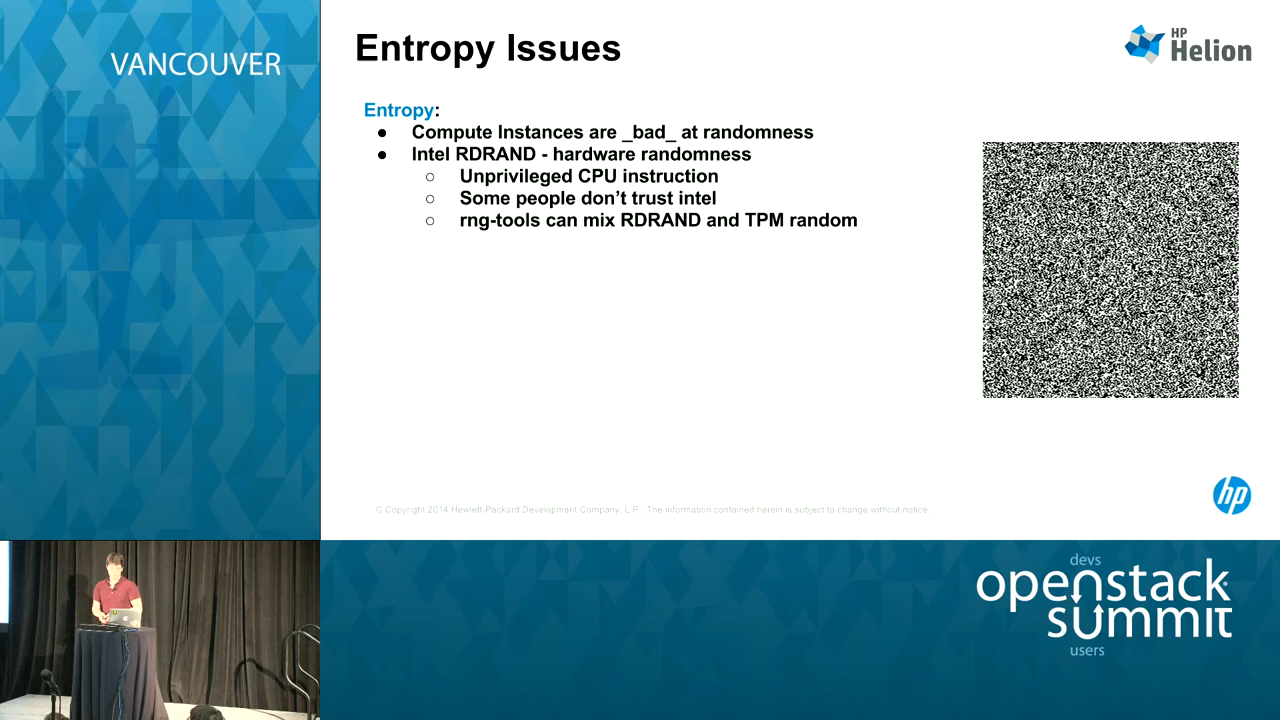 VANCOUVER
Entropy Issues
HP
Helion
Entropy:
● Compute Instances are _bad_ at randomness
● Intel RDRAND - hardware randomness
○ Unprivileged CPU instruction
○ Some people don’t trust intel
○ rng-tools can mix RDRAND and TPM random
© Copyright 2014 Hewlett-Packard Development Company, L.P. The information contained herein is subject to change without notice.
hp
devs
openstack
summit
users